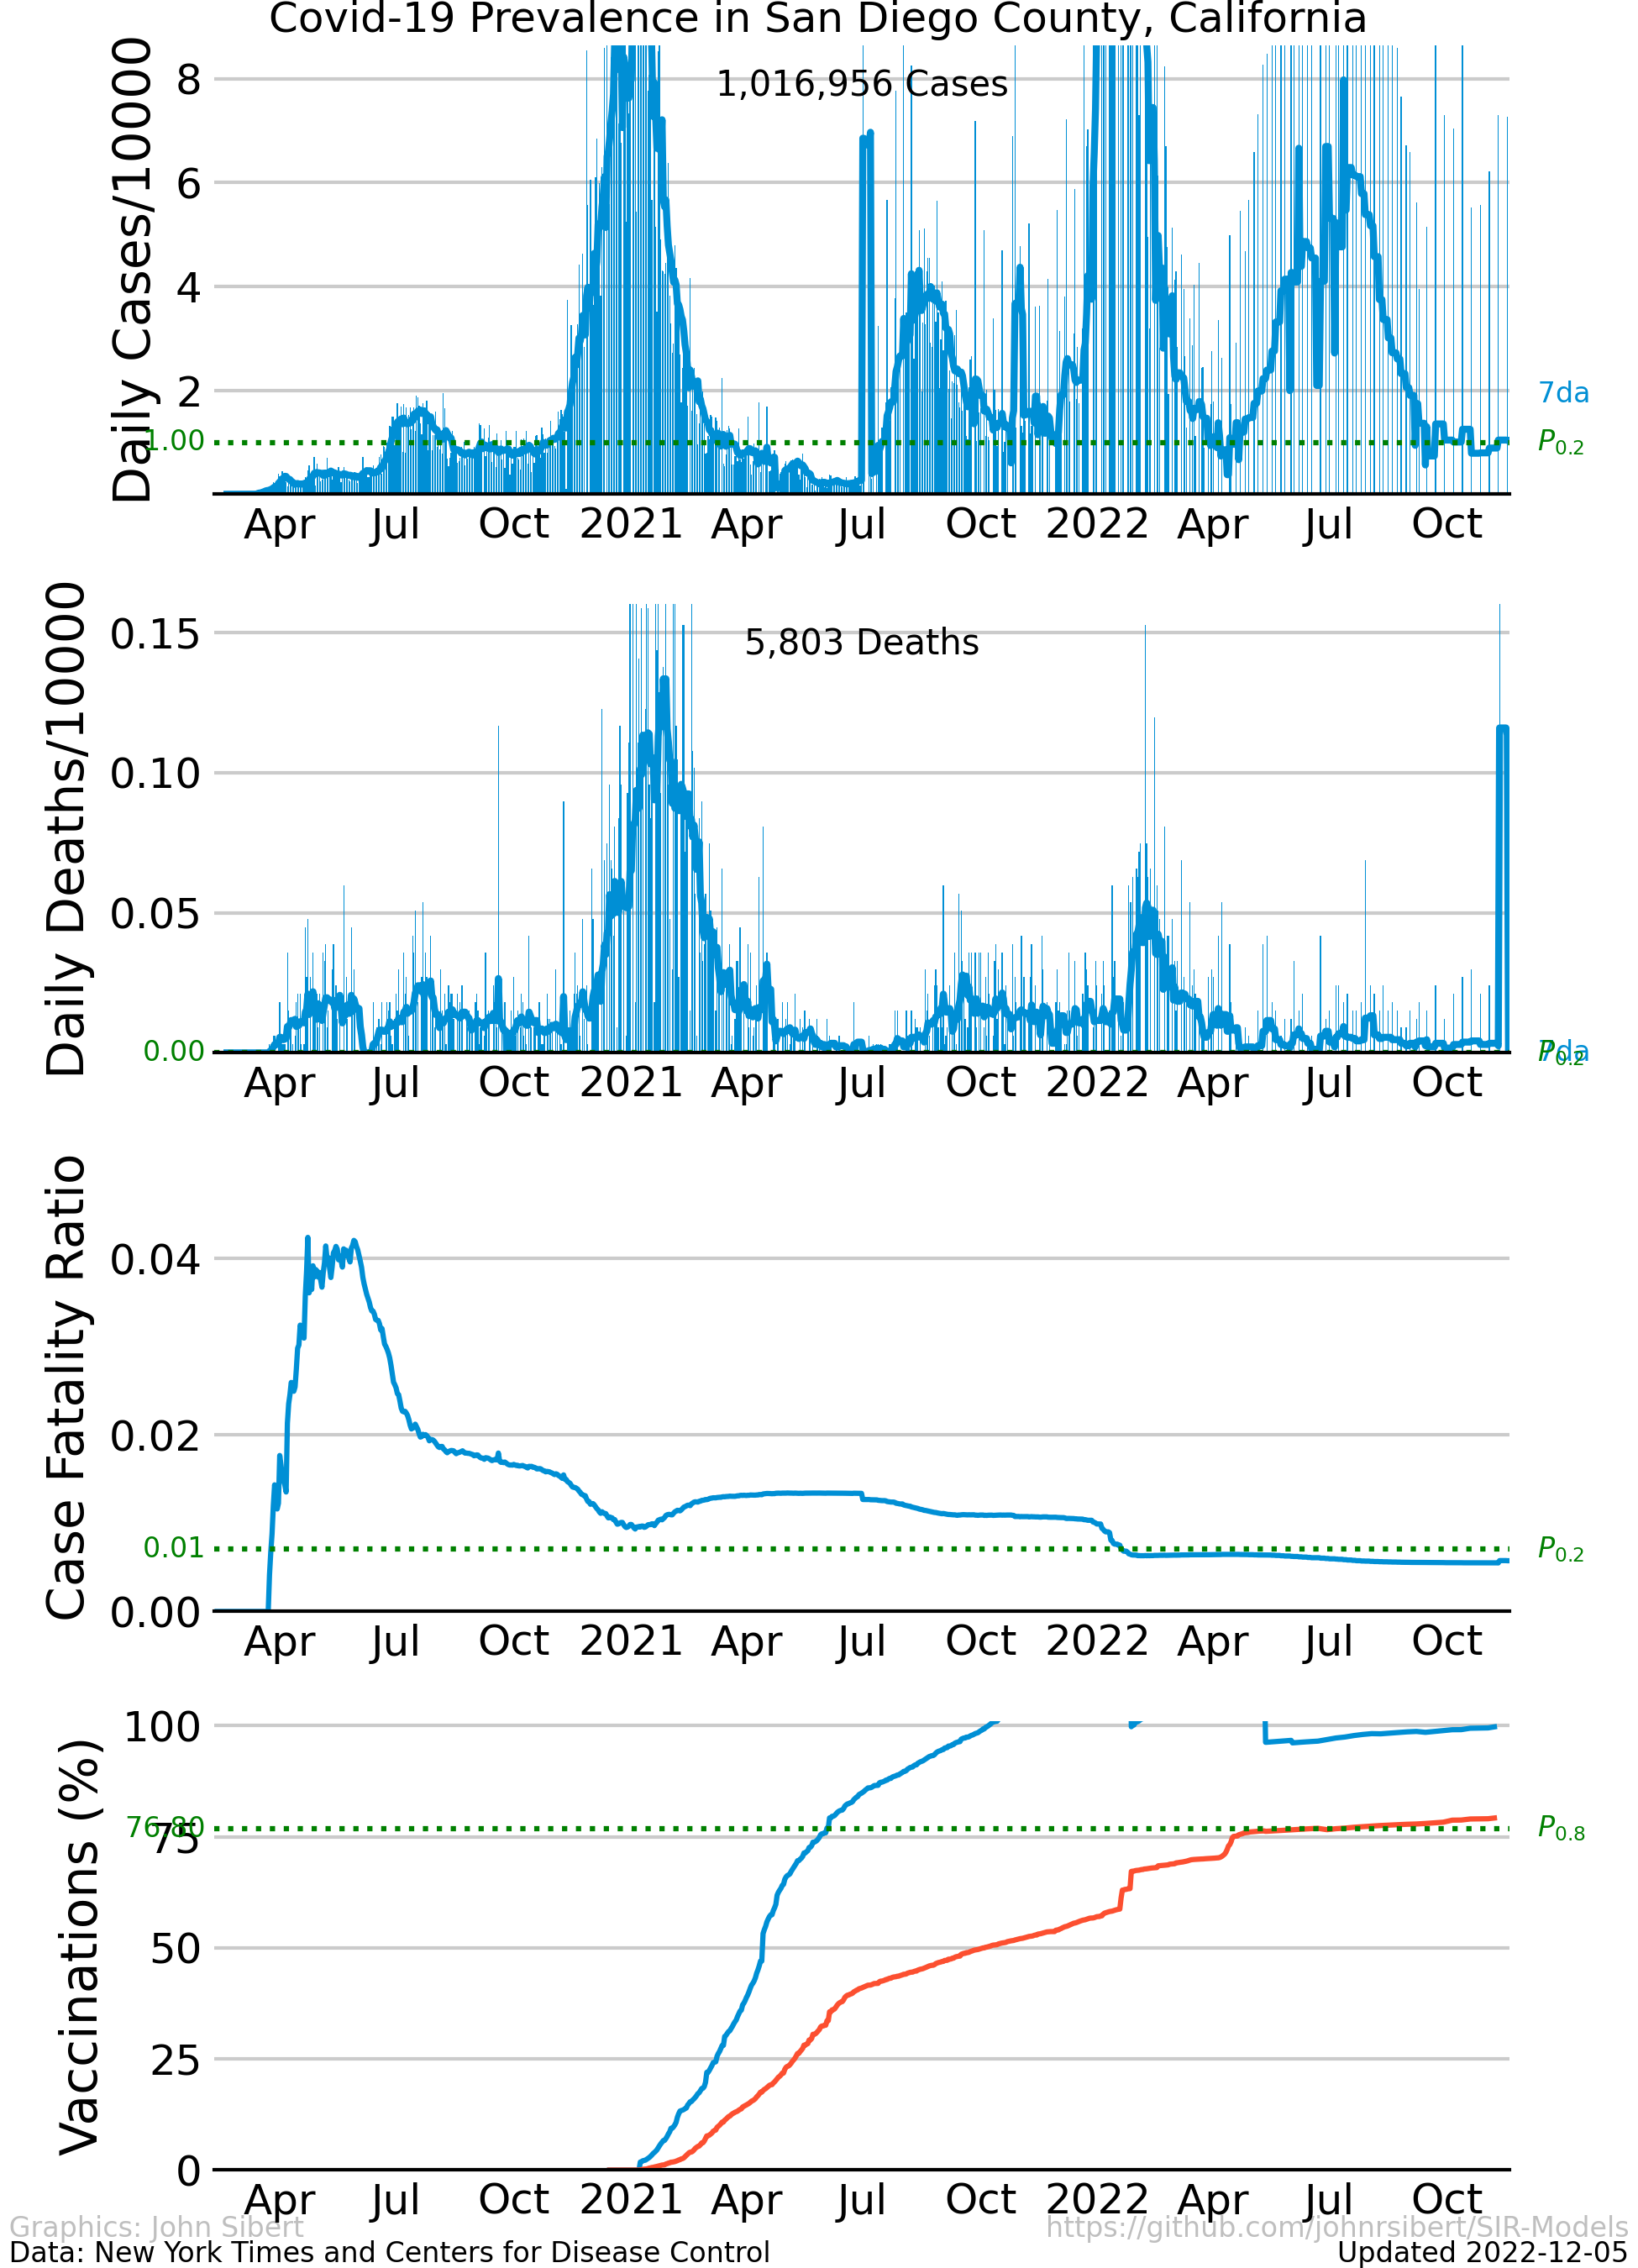 Covid-19 Prevalence in San Diego County, California
Daily Cases/10000
8
6
4
2
1.00
1,016,956 Cases
7da
P0.2
Apr Jul Oct 2021 Apr Jul Oct 2022 Apr Jul Oct
Daily Deaths/10000
0.15
0.10
0.05
0.00
5,803 Deaths
7da
P0.2
Apr Jul Oct 2021 Apr Jul Oct 2022 Apr Jul Oct
Case Fatality Ratio
0.04
0.02
0.01
0.00
P0.2
Apr Jul Oct 2021 Apr Jul Oct 2022 Apr Jul Oct
Vaccinations (%)
100
76.80
75
50
25
0
P0.8
Apr Jul Oct 2021 Apr Jul Oct 2022 Apr Jul Oct
Graphics: John Sibert https://github.com/johnrsibert/SIR-Models
Data: New York Times and Centers for Disease Control Updated 2022-12-05